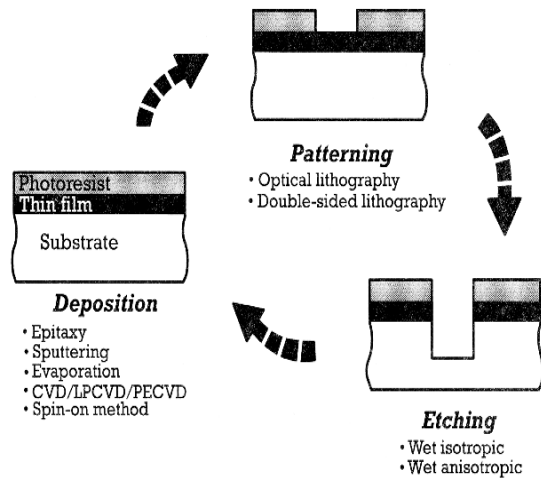 Patterning
• Optical lithography
• Double-sided lithography
Photoresist
Thin film
Substrate
Deposition
• Epitaxy
• Sputtering
• Evaporation
• CVD/LPCVD/PECVD
• Spin-on method
Etching
• Wet isotropic
• Wet anisotropic